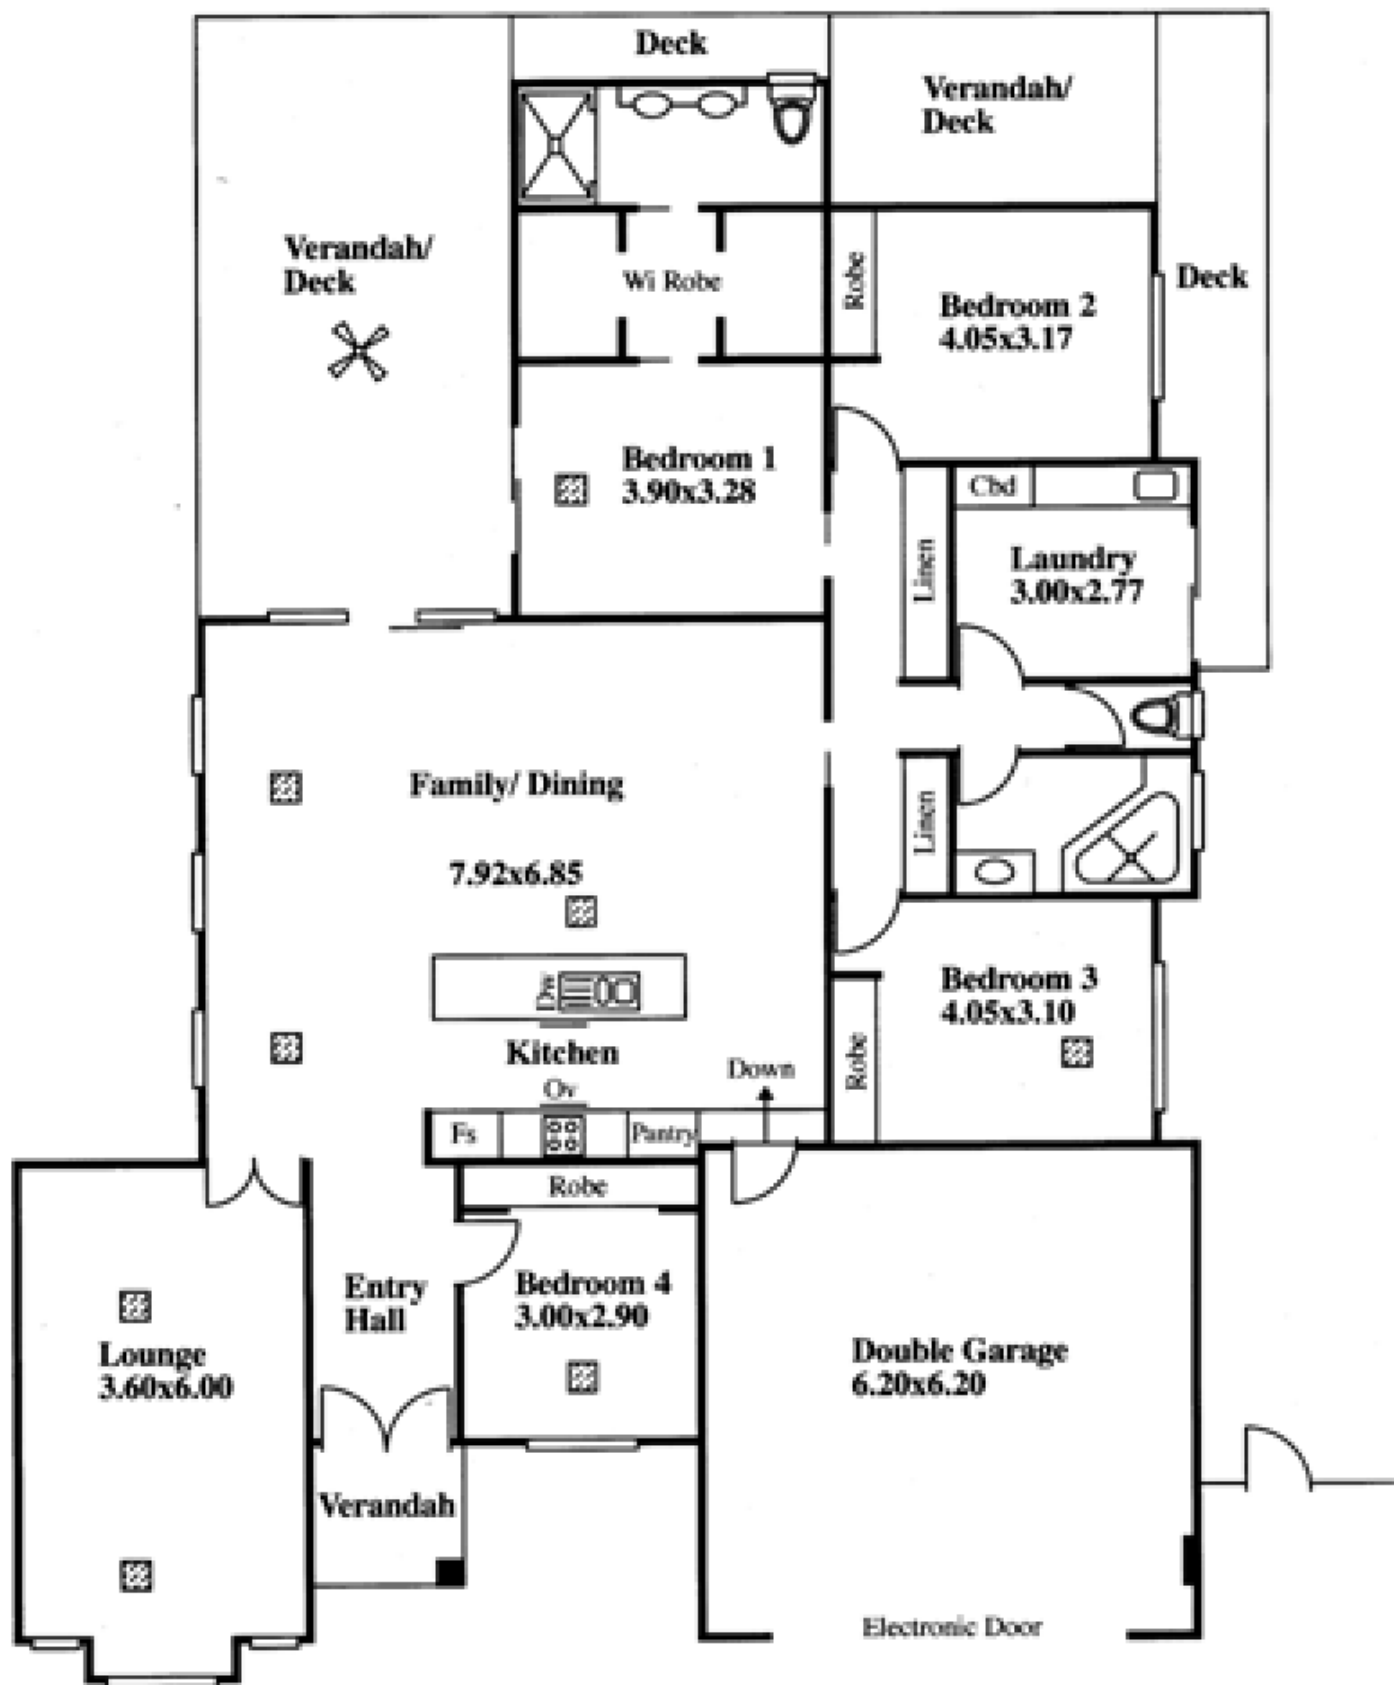 Deck
Verandah/
Deck
Verandah/
Deck
Wi Robe
Robe
Bedroom 2
4.05x3.17
Deck
Bedroom 1
3.90x3.28
Cbd
Linen
Laundry
3.00x2.77
Family/ Dining
7.92x6.85
Linen
Dw
Kitchen
Ov
Bedroom 3
4.05x3.10
Robe
Down
Fs
Pantry
Robe
Entry
Hall
Bedroom 4
3.00x2.90
Lounge
3.60x6.00
Double Garage
6.20x6.20
Verandah
Electronic Door